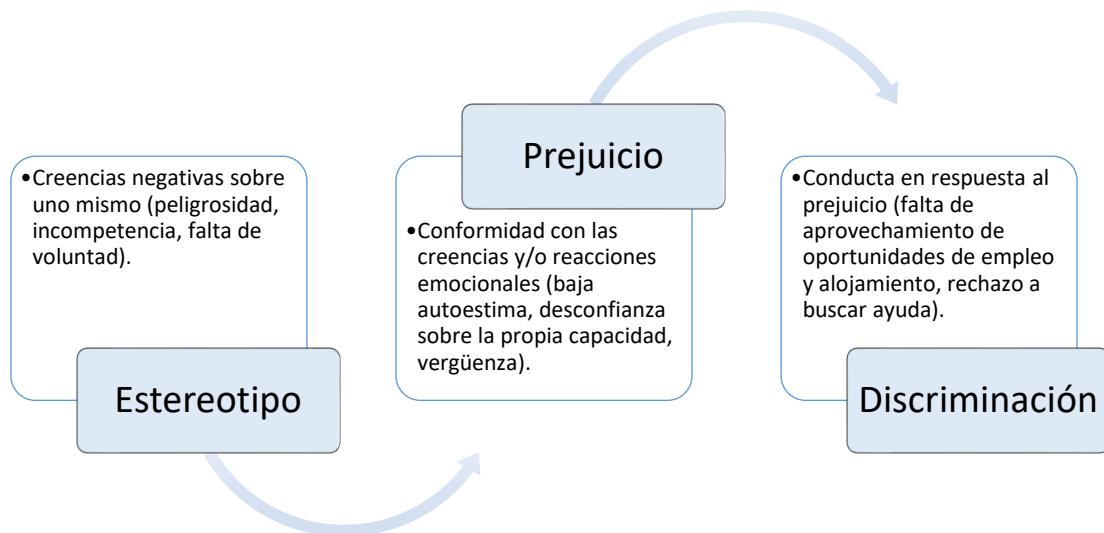 •Creencias negativas sobre
uno mismo (peligrosidad,
incompetencia, falta de
voluntad).
Estereotipo
Prejuicio
•Conformidad con las
creencias y/o reacciones
emocionales (baja
autoestima, desconfianza
sobre la propia capacidad,
vergüenza).
•Conducta en respuesta al
prejuicio (falta de
aprovechamiento de
oportunidades de empleo
y alojamiento, rechazo a
buscar ayuda).
Discriminación